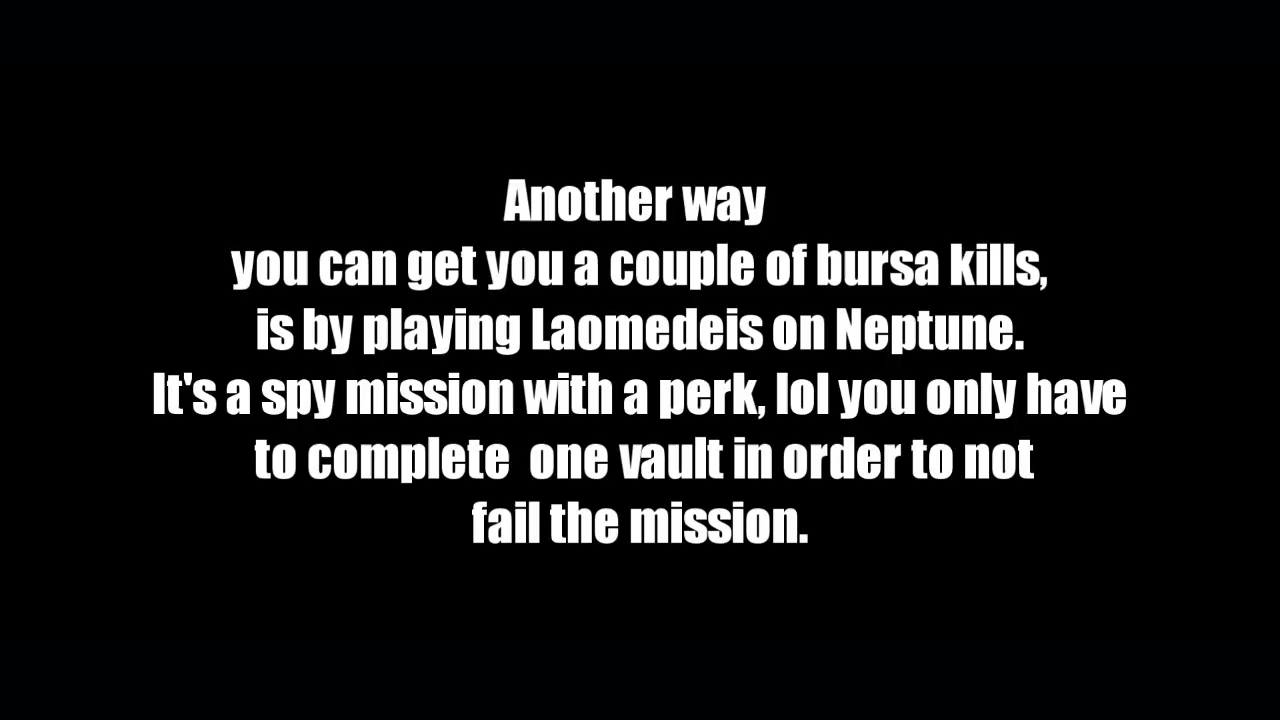 Another way
you can get you a couple of bursa kills,
is by playing Laomedeis on Neptune.
It's a spy mission with a perk, lol you only have
to complete  one vault in order to not
fail the mission.